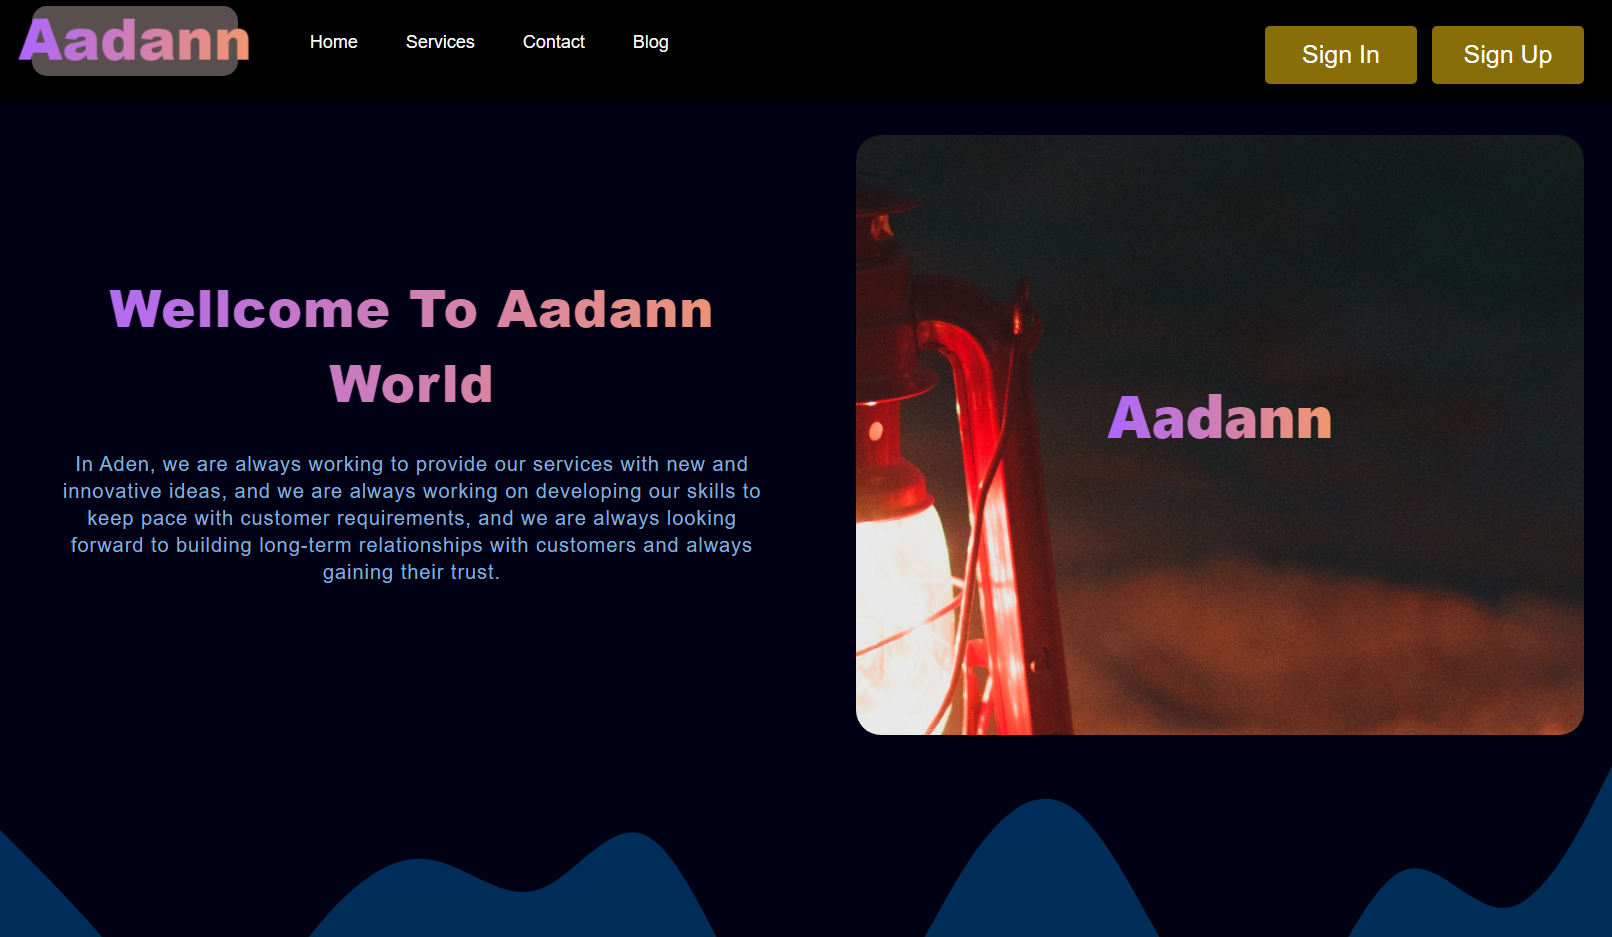 Aadann
Home
Services
Contact
Blog
Sign In
Sign Up
Wellcome To Aadann
World
In Aden, we are always working to provide our services with new and
innovative ideas, and we are always working on developing our skills to
keep pace with customer requirements, and we are always looking
forward to building long-term relationships with customers and always
gaining their trust.
Aadann